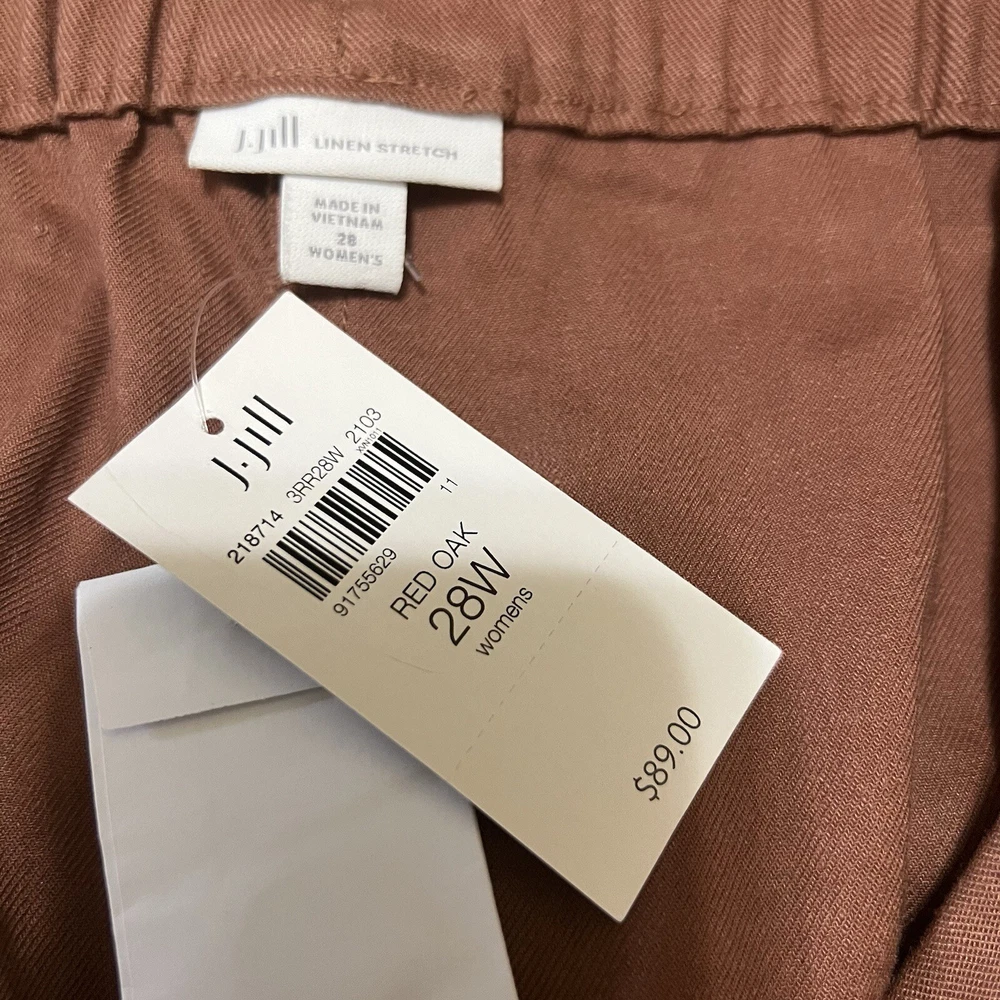 J.Jill LINEN STRETCH
MADE IN
VIETNAM
28
WOMEN'S
J.Jill
218714 3RR28W 2103
XVN1011
91755629 11
RED OAK
28W
womens
$89.00